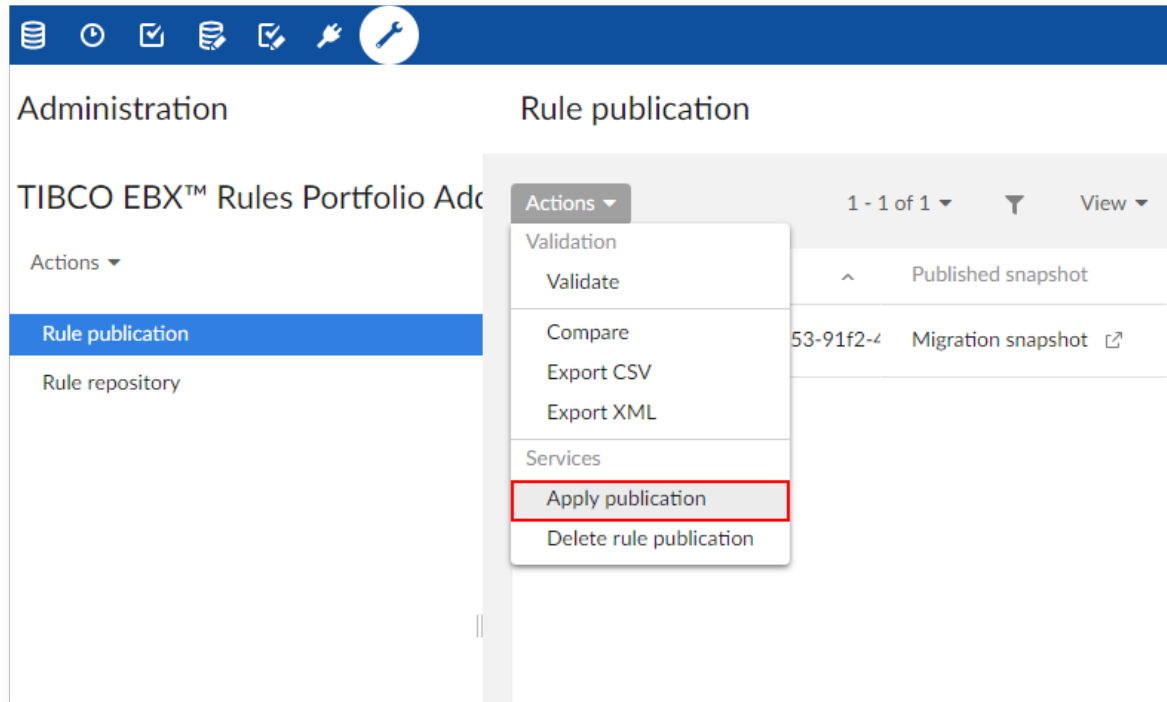 Administration
Rule publication
TIBCO EBX™ Rules Portfolio Add
Actions
Rule publication
Rule repository
Actions
1 - 1 of 1
View
Validation
Validate
Compare
Export CSV
Export XML
Services
Apply publication
Delete rule publication
Published snapshot
53-91f2-4
Migration snapshot